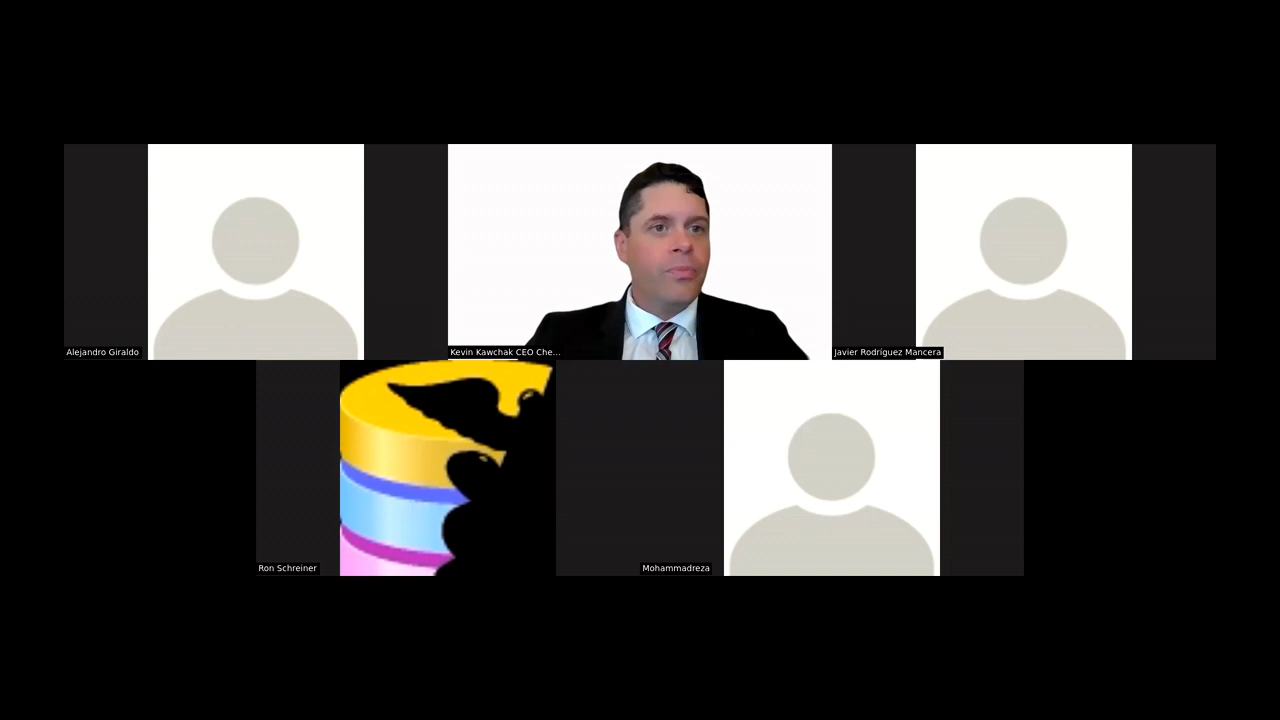 Alejandro Giraldo
Kevin Kawchak CEO Che...
Javier Rodríguez Mancera
Ron Schreiner
Mohammadreza